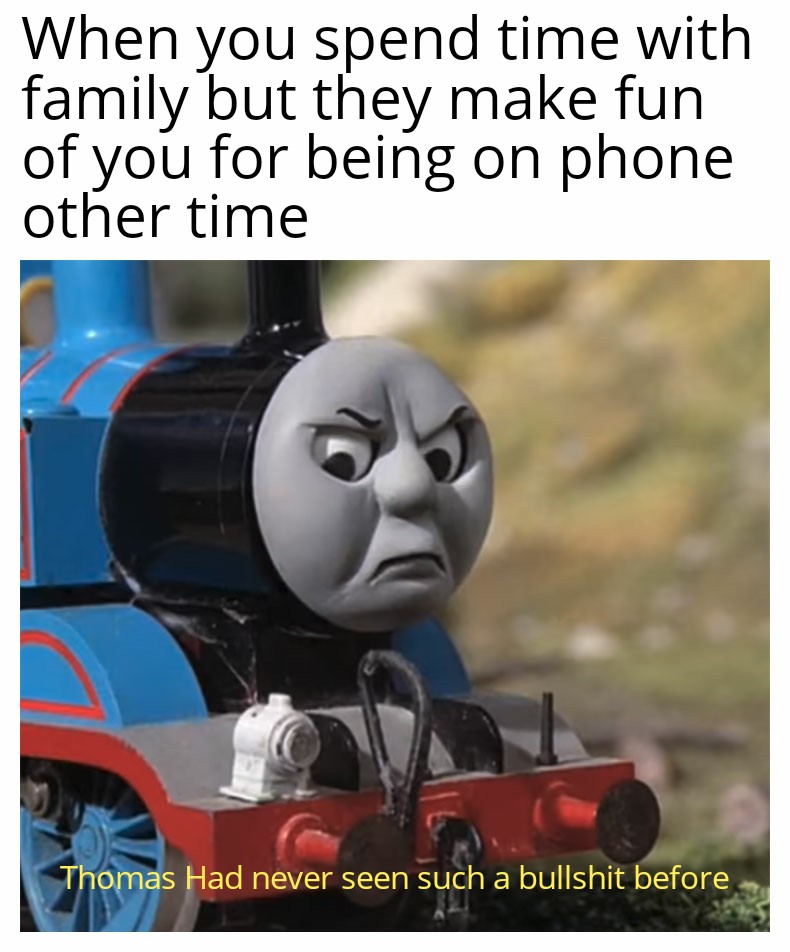 When you spend time with
family but they make fun
of you for being on phone
other time
Thomas Had never seen such a bullshit before